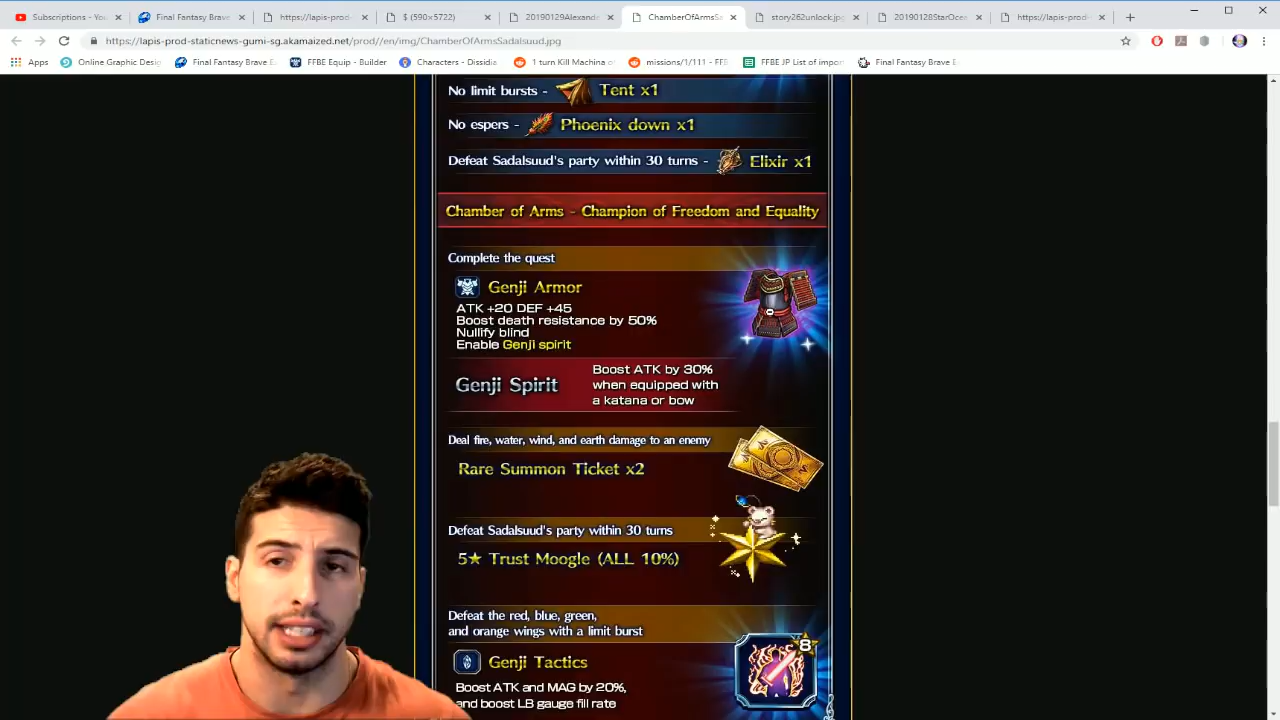 Subscriptions - You
Final Fantasy Brave
https://lapis-prod-
$ (590×5722)
20190129Alexande
ChamberOfArmsSa
story262unlock.jpg
20190128StarOce
https://lapis-prod-
https://lapis-prod-staticnews-gumi-sg.akamaized.net/prod//en/img/ChamberOfArmsSadalsuud.jpg
Apps
Online Graphic Desig
Final Fantasy Brave E
FFBE Equip - Builder
Characters - Dissidia
1 turn Kill Machina o
missions/1/111 - FFB
FFBE JP List of impor
Final Fantasy Brave E
No limit bursts - Tent x1
No espers - Phoenix down x1
Defeat Sadalsuud's party within 30 turns - Elixir x1
Chamber of Arms - Champion of Freedom and Equality
Complete the quest
Genji Armor
ATK +20 DEF +45
Boost death resistance by 50%
Nullify blind
Enable Genji spirit
Genji Spirit
Boost ATK by 30%
when equipped with
a katana or bow
Deal fire, water, wind, and earth damage to an enemy
Rare Summon Ticket x2
Defeat Sadalsuud's party within 30 turns
5★ Trust Moogle (ALL 10%)
Defeat the red, blue, green,
and orange wings with a limit burst
Genji Tactics
8
Boost ATK and MAG by 20%,
and boost LB gauge fill rate